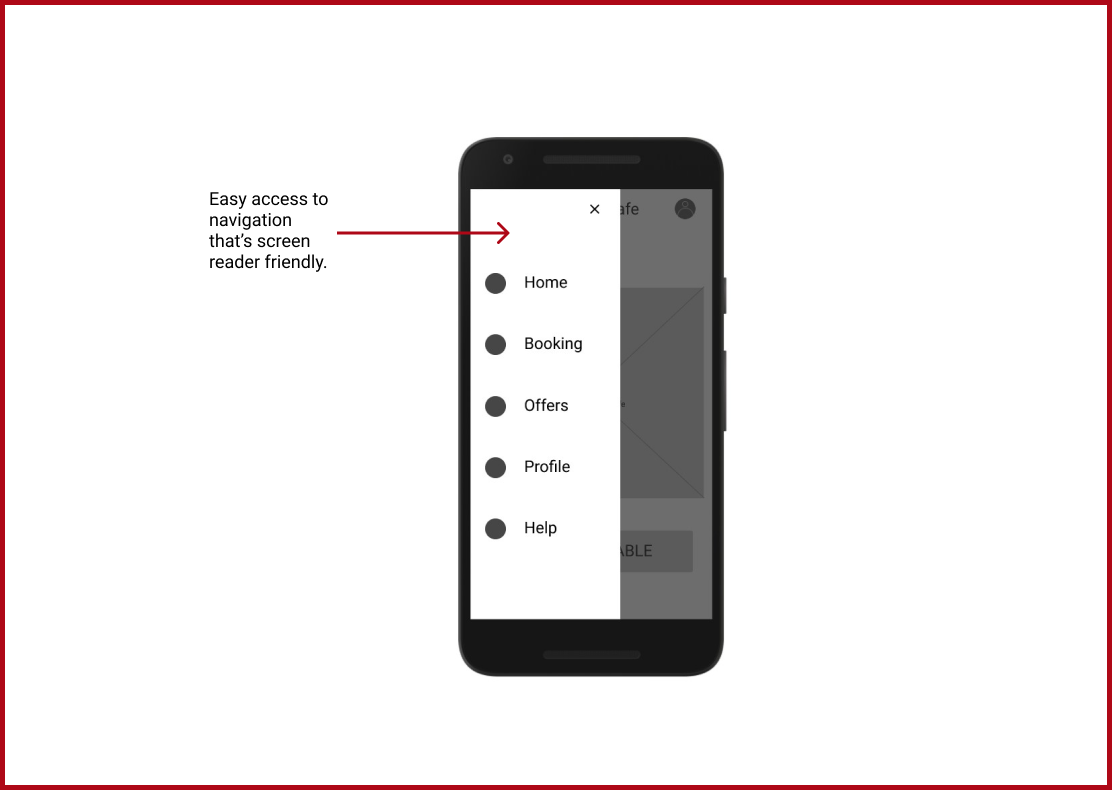 Easy access to
navigation
that's screen
reader friendly.
afe
Home
Booking
Offers
Profile
Help
ABLE